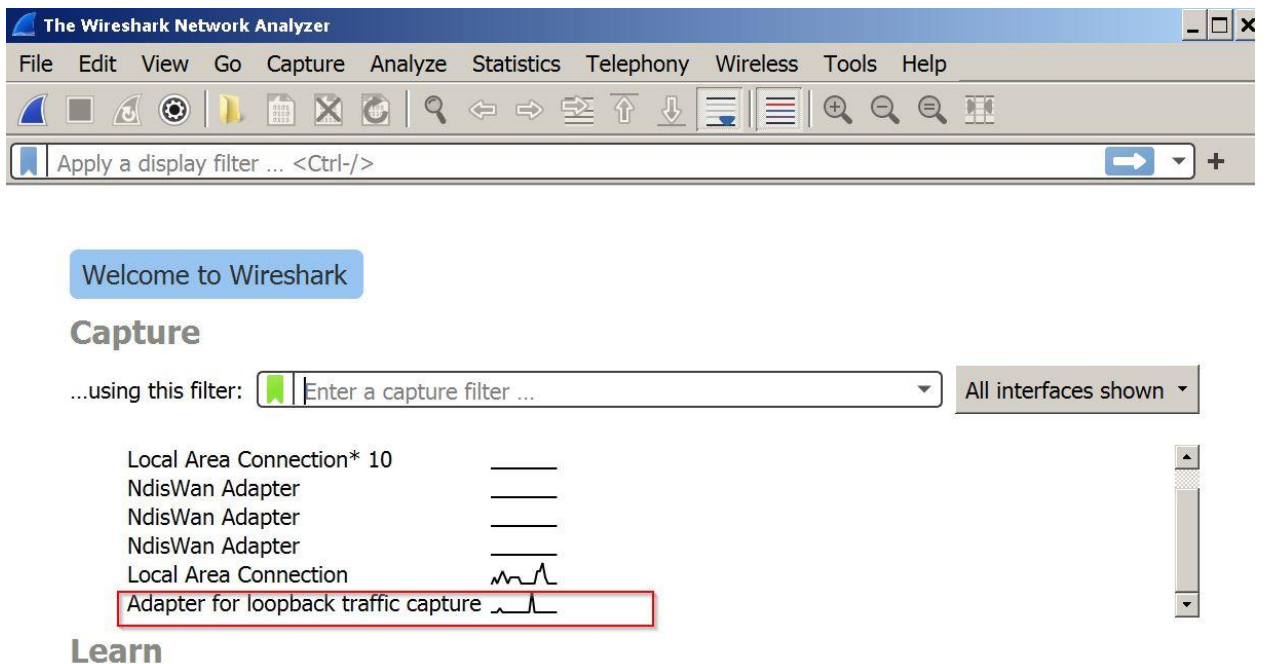 The Wireshark Network Analyzer
File Edit View Go Capture Analyze Statistics Telephony Wireless Tools Help
Apply a display filter ... <Ctrl-/>
Welcome to Wireshark
Capture
...using this filter: Enter a capture filter ... All interfaces shown
Local Area Connection* 10
NdisWan Adapter
NdisWan Adapter
NdisWan Adapter
Local Area Connection
Adapter for loopback traffic capture
Learn